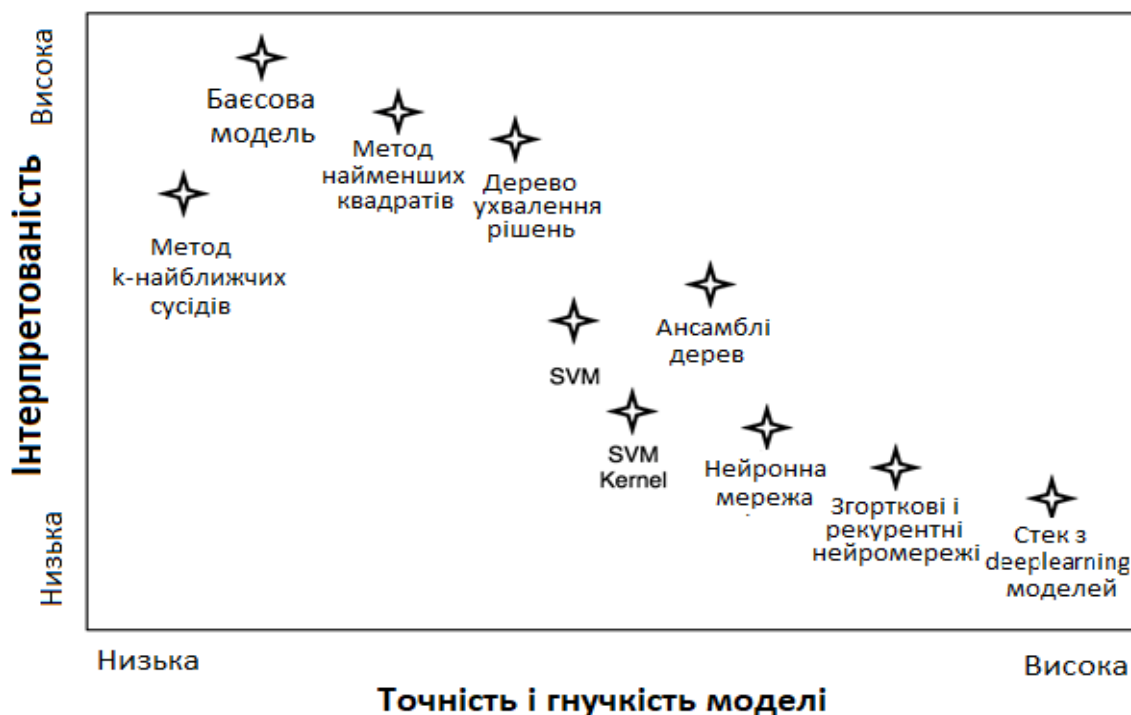 Інтерпретованість
Висока
Низька
Баєсова
модель
Метод
найменших
квадратів
Дерево
ухвалення
рішень
Метод
k-найближчих
сусідів
SVM
Ансамблі
дерев
SVM
Kernel
Нейронна
мережа
Згорткові і
рекурентні
нейромережі
Стек з
deeplearning
моделей
Низька
Висока
Точність і гнучкість моделі